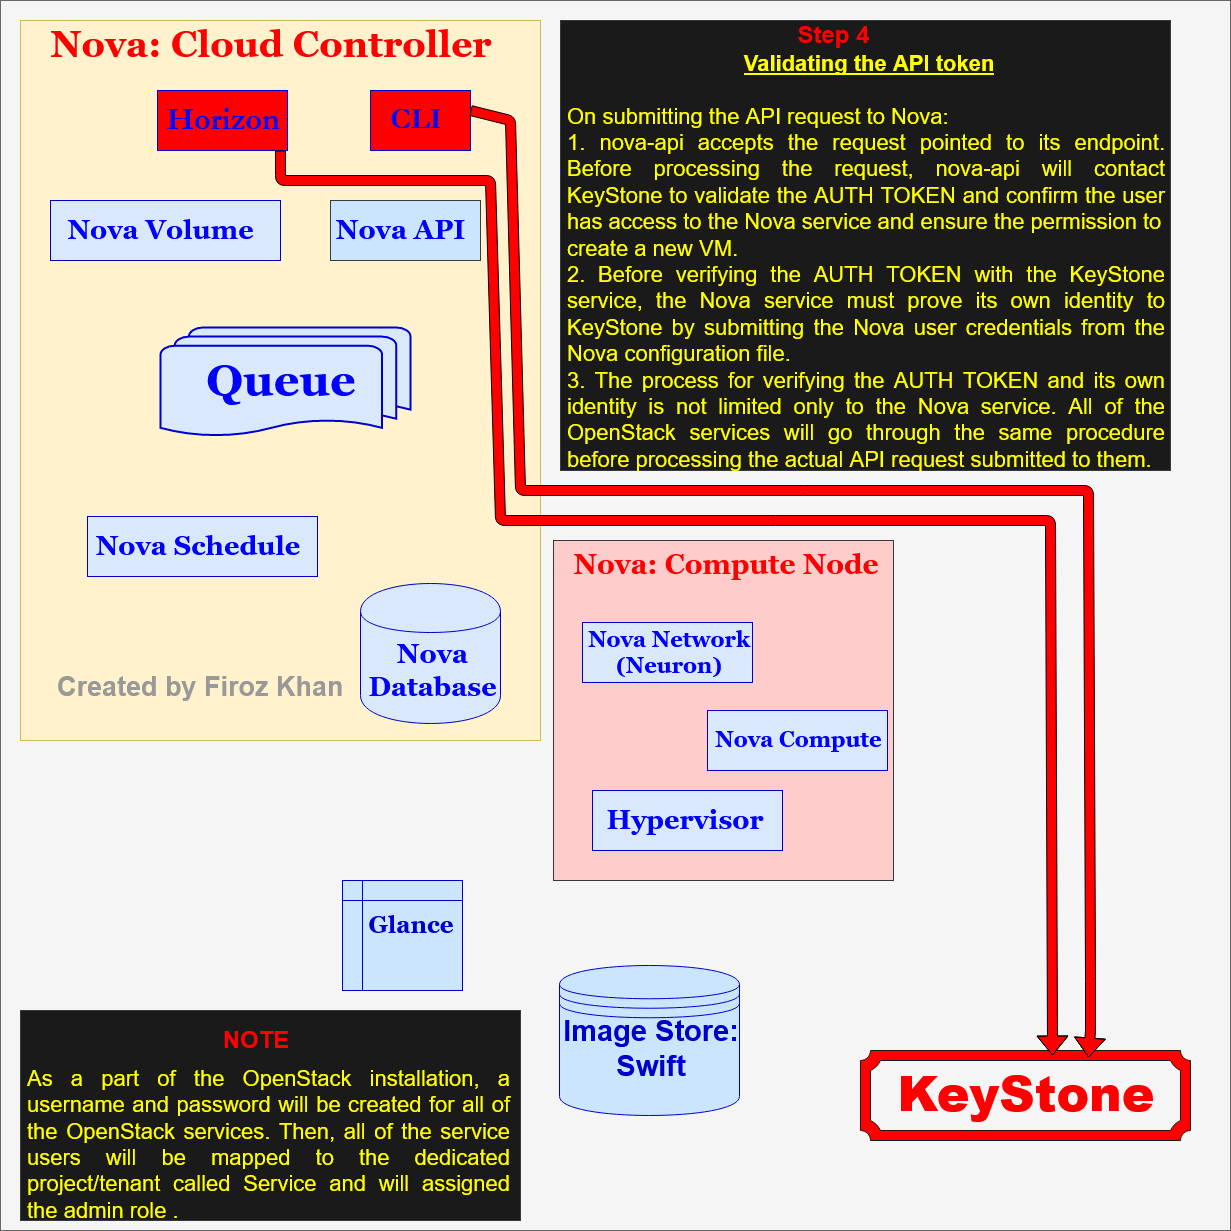 Nova: Cloud Controller
Horizon
CLI
Nova Volume
Nova API
Queue
Nova Schedule
Nova
Database
Created by Firoz Khan
Step 4
Validating the API token
On submitting the API request to Nova:
1. nova-api accepts the request pointed to its endpoint.
Before processing the request, nova-api will contact
KeyStone to validate the AUTH TOKEN and confirm the user
has access to the Nova service and ensure the permission to
create a new VM.
2. Before verifying the AUTH TOKEN with the KeyStone
service, the Nova service must prove its own identity to
KeyStone by submitting the Nova user credentials from the
Nova configuration file.
3. The process for verifying the AUTH TOKEN and its own
identity is not limited only to the Nova service. All of the
OpenStack services will go through the same procedure
before processing the actual API request submitted to them.
Nova: Compute Node
Nova Network
(Neuron)
Nova Compute
Hypervisor
Glance
Image Store:
Swift
KeyStone
NOTE
As a part of the OpenStack installation, a
username and password will be created for all of
the OpenStack services. Then, all of the service
users will be mapped to the dedicated
project/tenant called Service and will assigned
the admin role .